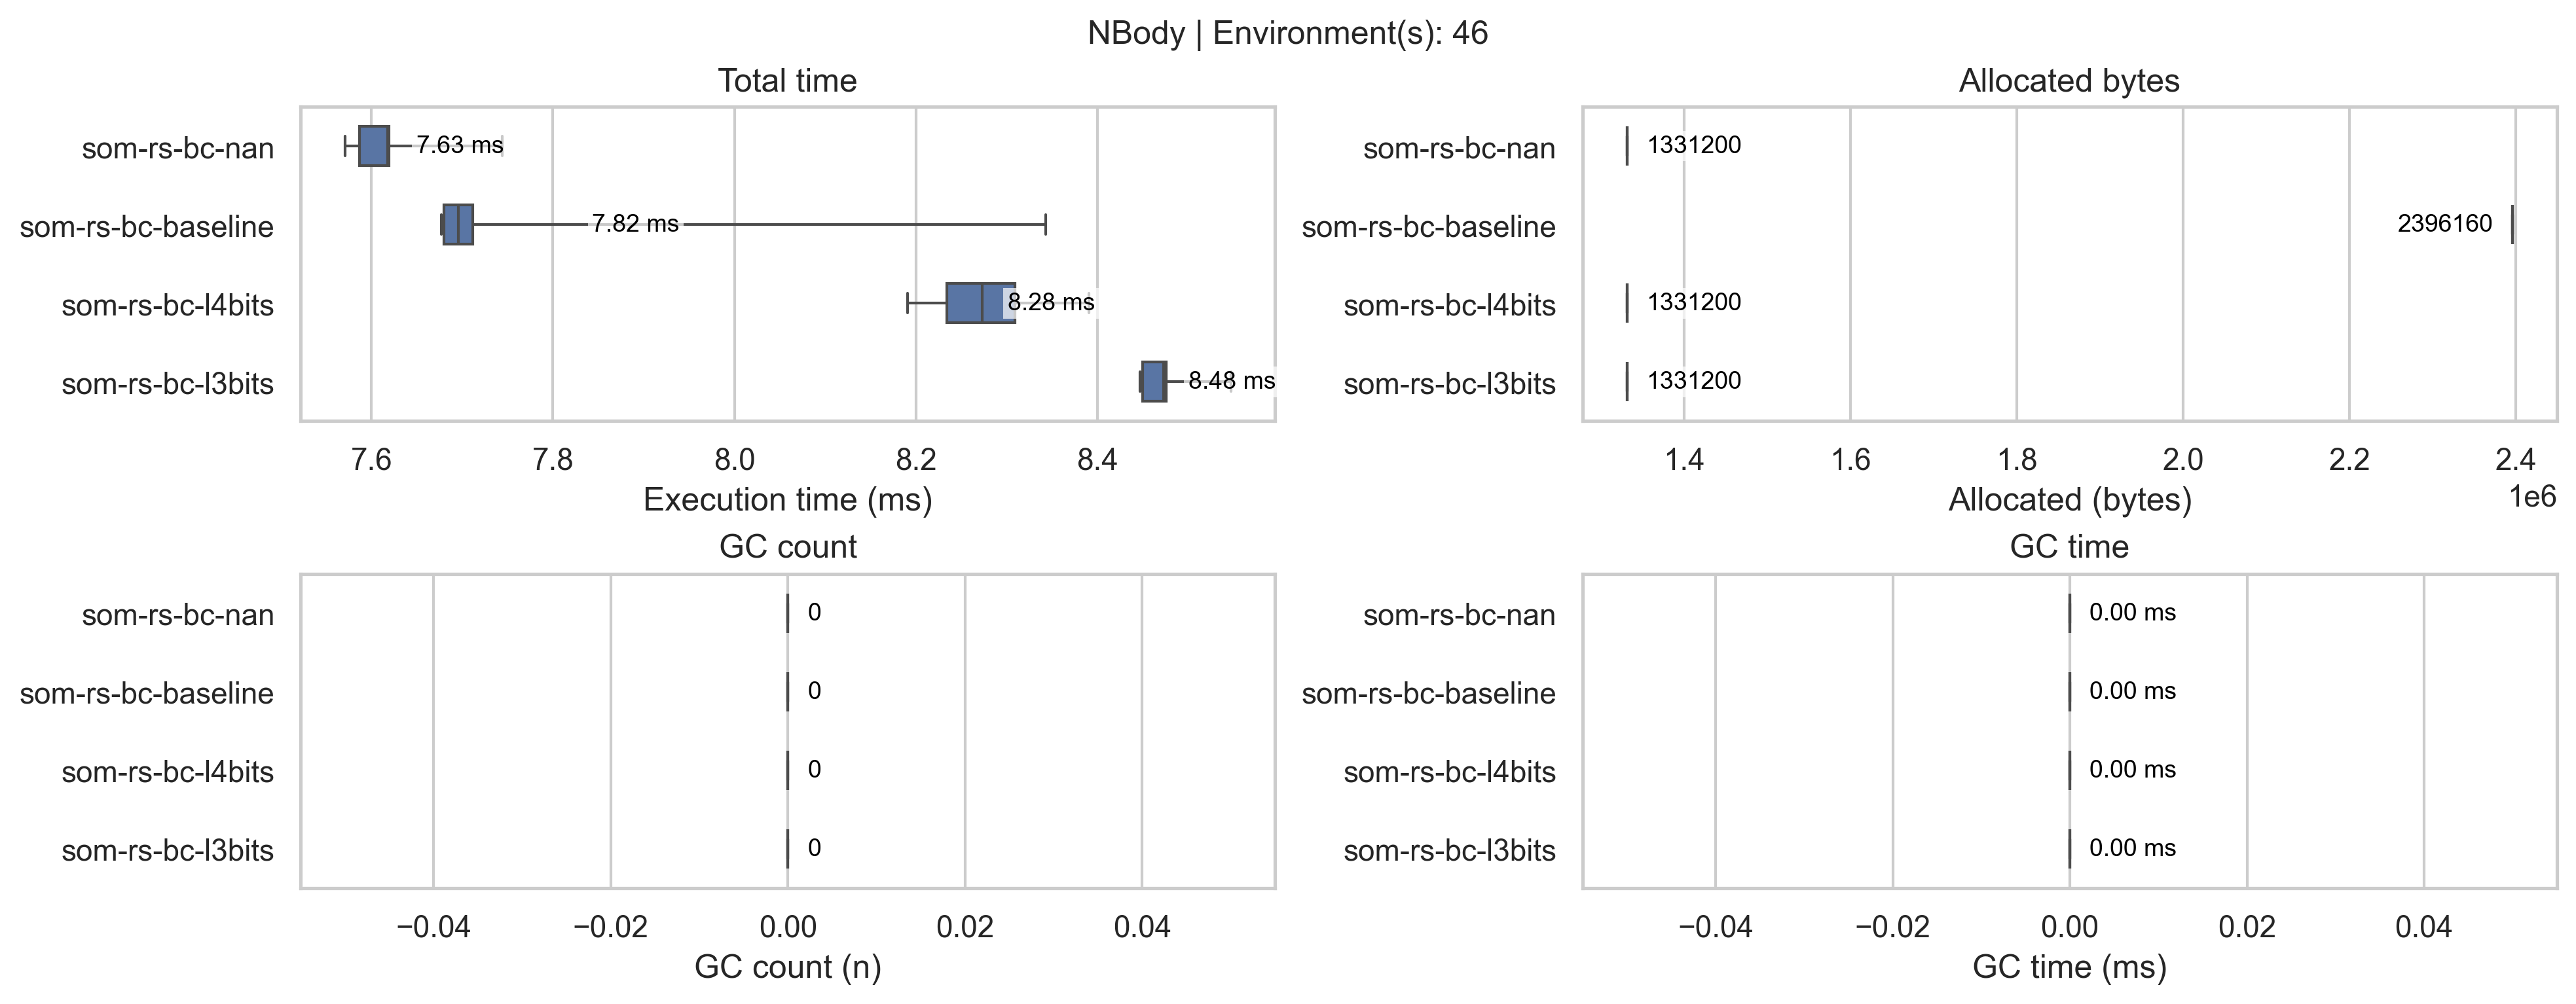 NBody | Environment(s): 46
Total time
som-rs-bc-nan
7.63 ms
som-rs-bc-baseline
7.82 ms
som-rs-bc-l4bits
8.28 ms
som-rs-bc-l3bits
8.48 ms
7.6 7.8 8.0 8.2 8.4
Execution time (ms)
Allocated bytes
som-rs-bc-nan
1331200
som-rs-bc-baseline
2396160
som-rs-bc-l4bits
1331200
som-rs-bc-l3bits
1331200
1.4 1.6 1.8 2.0 2.2 2.4
1e6
Allocated (bytes)
GC count
som-rs-bc-nan
0
som-rs-bc-baseline
0
som-rs-bc-l4bits
0
som-rs-bc-l3bits
0
−0.04 −0.02 0.00 0.02 0.04
GC count (n)
GC time
som-rs-bc-nan
0.00 ms
som-rs-bc-baseline
0.00 ms
som-rs-bc-l4bits
0.00 ms
som-rs-bc-l3bits
0.00 ms
−0.04 −0.02 0.00 0.02 0.04
GC time (ms)